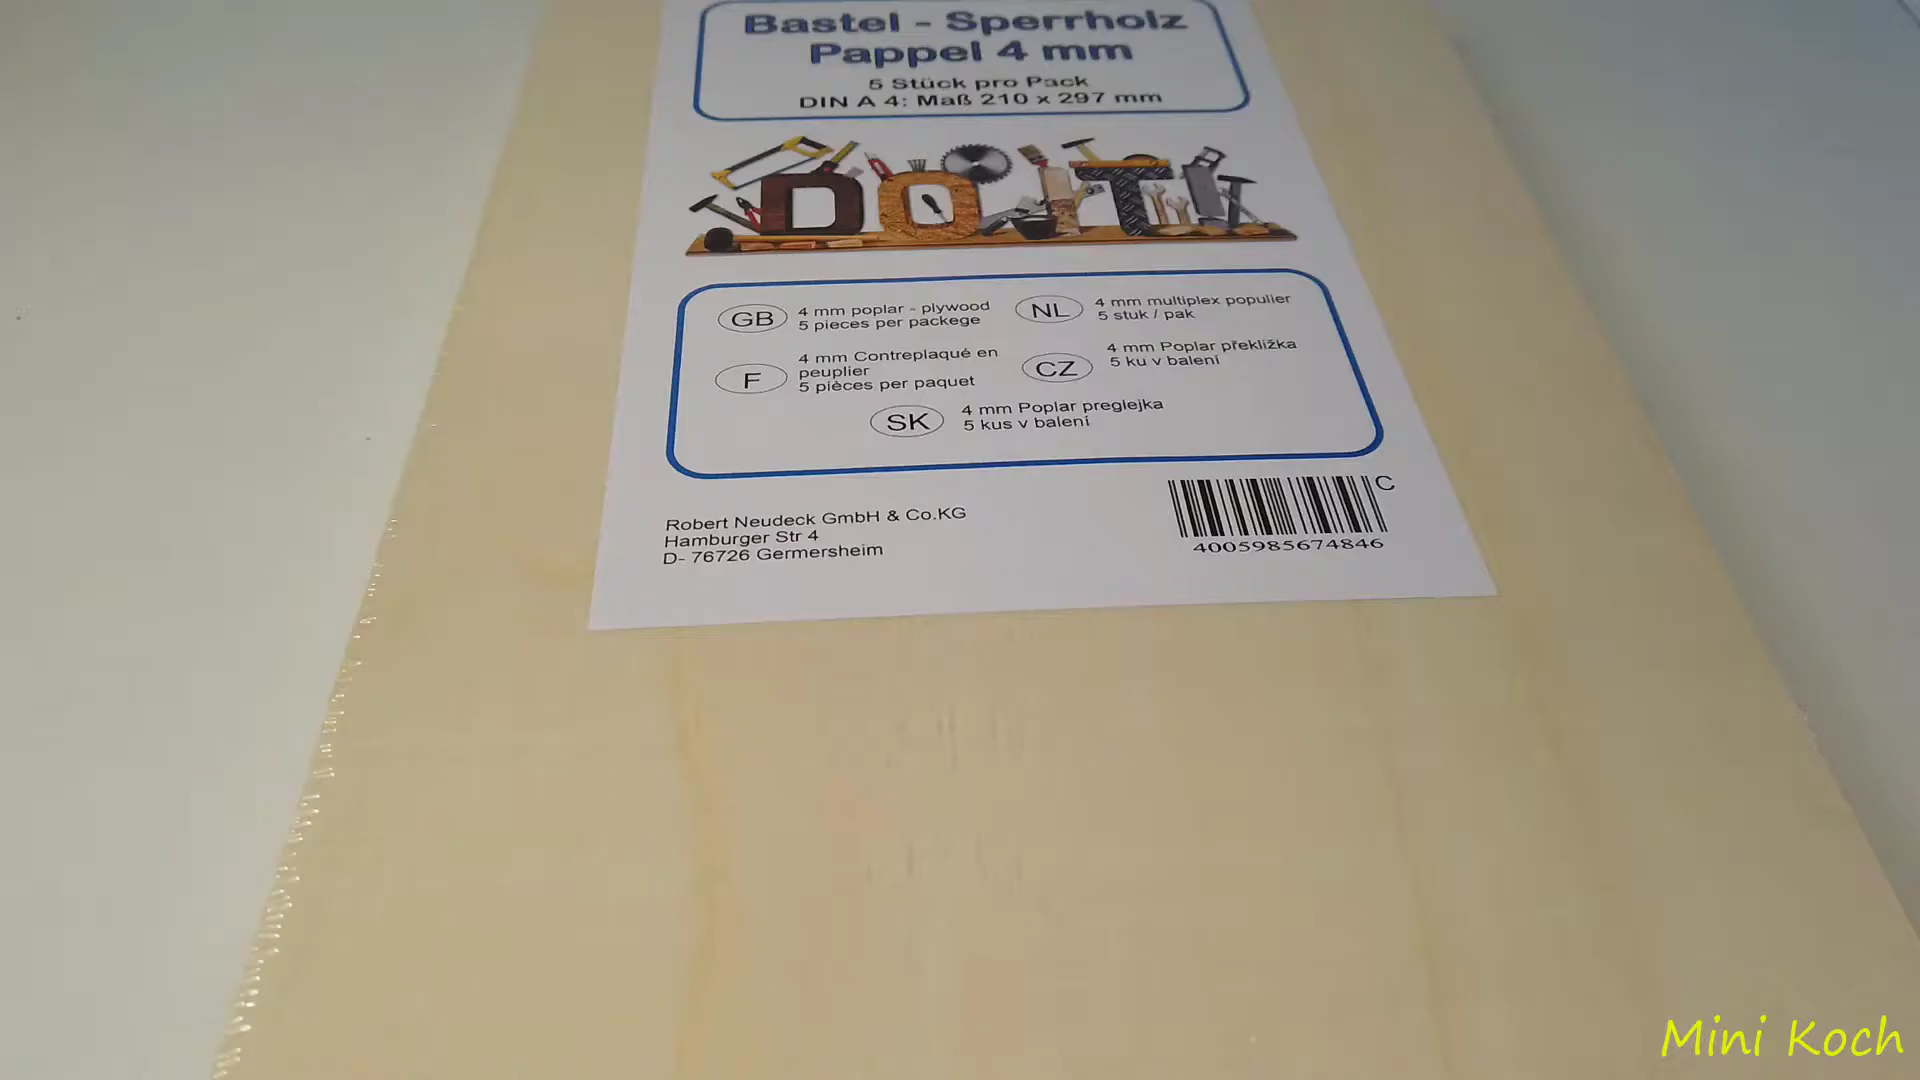 Bastel - Sperrholz
Pappel 4 mm
5 Stück pro Pack
DIN A 4: Maß 210 x 297 mm
DO IT
GB
4 mm poplar - plywood
5 pieces per packege
NL
4 mm multiplex populier
5 stuk / pak
F
4 mm Contreplaqué en
peuplier
5 pièces per paquet
CZ
4 mm Poplar překližka
5 ku v balení
SK
4 mm Poplar preglejka
5 kus v balení
Robert Neudeck GmbH & Co.KG
Hamburger Str 4
D- 76726 Germersheim
C
4005985674846
Mini Koch